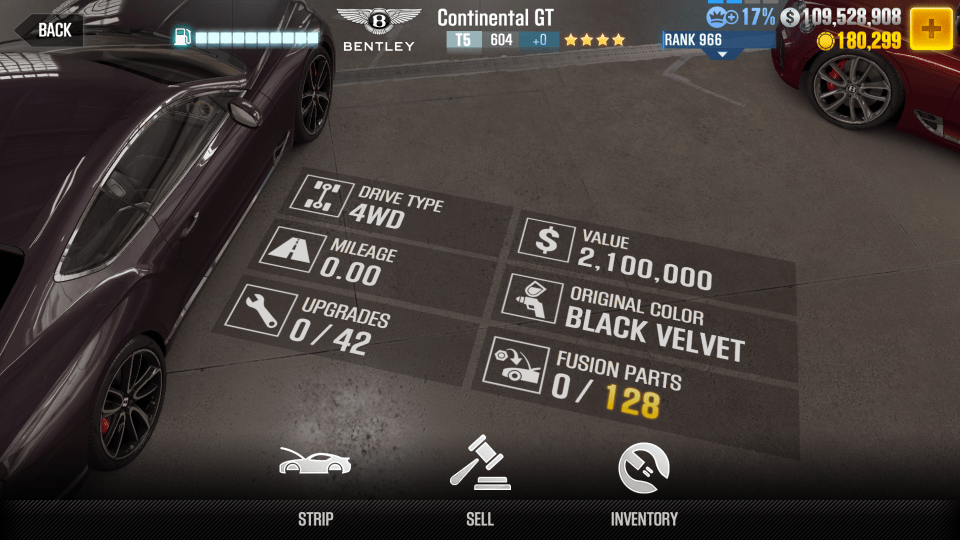 BACK
B
BENTLEY
Continental GT
T5 604 +0
17%
RANK 966
$ 109,528,908
180,299
DRIVE TYPE
4WD
MILEAGE
0.00
UPGRADES
0/42
$
VALUE
2,100,000
ORIGINAL COLOR
BLACK VELVET
FUSION PARTS
0/ 128
STRIP
SELL
INVENTORY